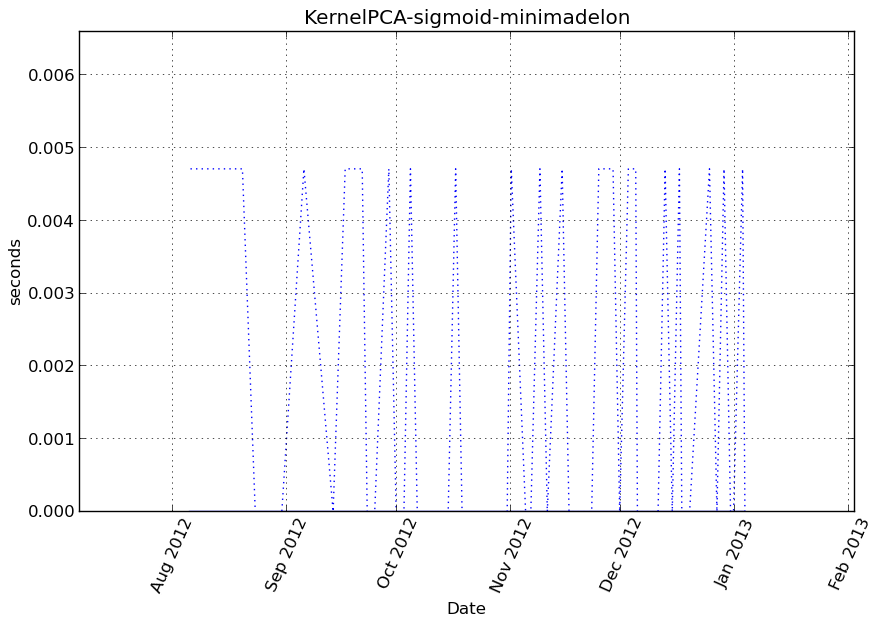 KernelPCA-sigmoid-minimadelon
0.006
0.005
0.004
0.003
0.002
0.001
0.000
seconds
Aug 2012
Sep 2012
Oct 2012
Nov 2012
Dec 2012
Jan 2013
Feb 2013
Date